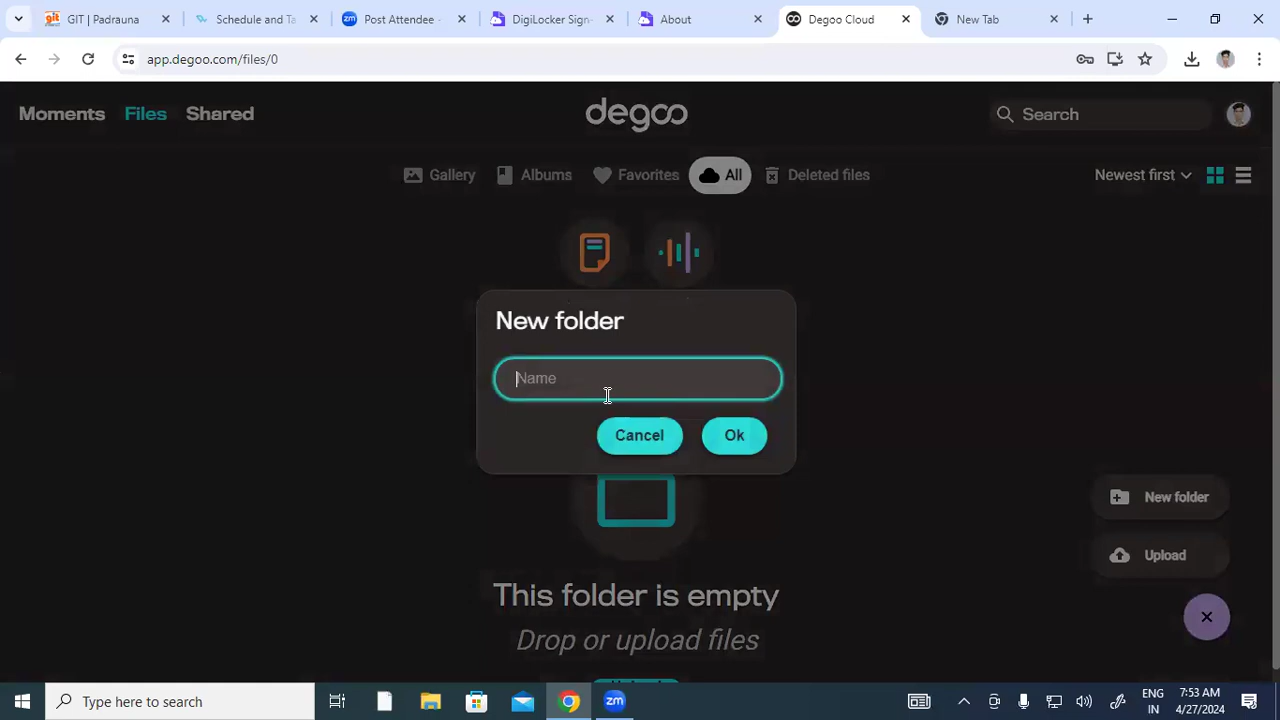 GIT | Padrauna
Schedule and Ta
Post Attendee -
DigiLocker Sign-
About
Degoo Cloud
New Tab
app.degoo.com/files/0
Moments
Files
Shared
degoo
Search
Gallery
Albums
Favorites
All
Deleted files
Newest first
New folder
Name
Cancel
Ok
New folder
Upload
This folder is empty
Drop or upload files
Type here to search
zm
ENG
IN
:53 AM
4/27/2024